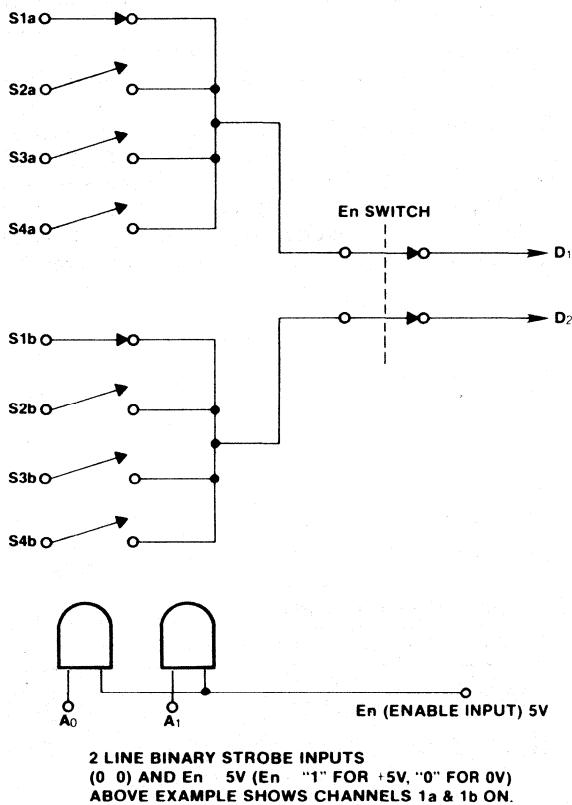 S1a
S2a
S3a
S4a
En SWITCH
D1
D2
S1b
S2b
S3b
S4b
A0
A1
En (ENABLE INPUT) 5V
2 LINE BINARY STROBE INPUTS
(0 0) AND En 5V (En "1" FOR +5V, "0" FOR 0V)
ABOVE EXAMPLE SHOWS CHANNELS 1a & 1b ON.